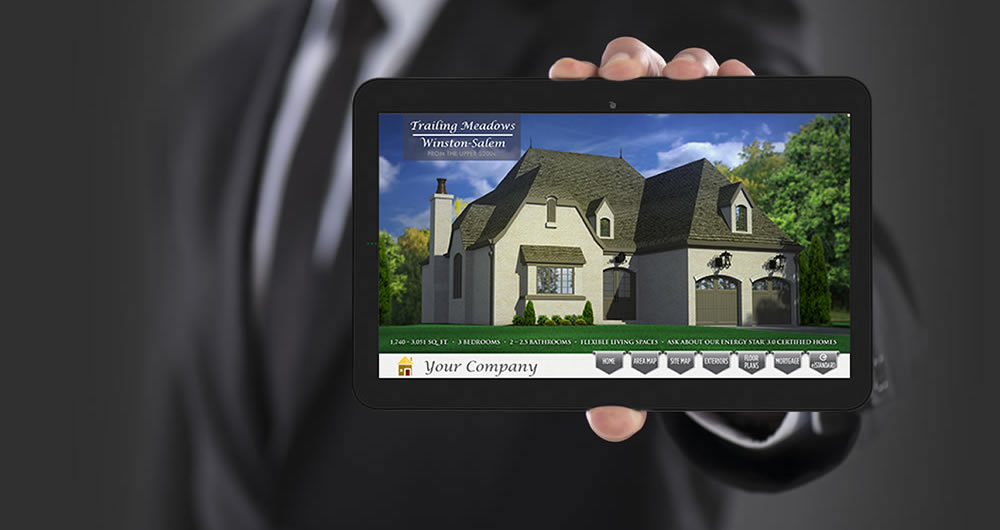 Trailing Meadows
Winston-Salem
FROM THE UPPER $200s
1,740 - 3,051 SQ. FT. • 3 BEDROOMS • 2 - 2.5 BATHROOMS • FLEXIBLE LIVING SPACES • ASK ABOUT OUR ENERGY STAR 3.0 CERTIFIED HOMES
Your Company
HOME
AREA MAP
SITE MAP
EXTERIORS
FLOOR
PLANS
MORTGAGE
eSTANDARD